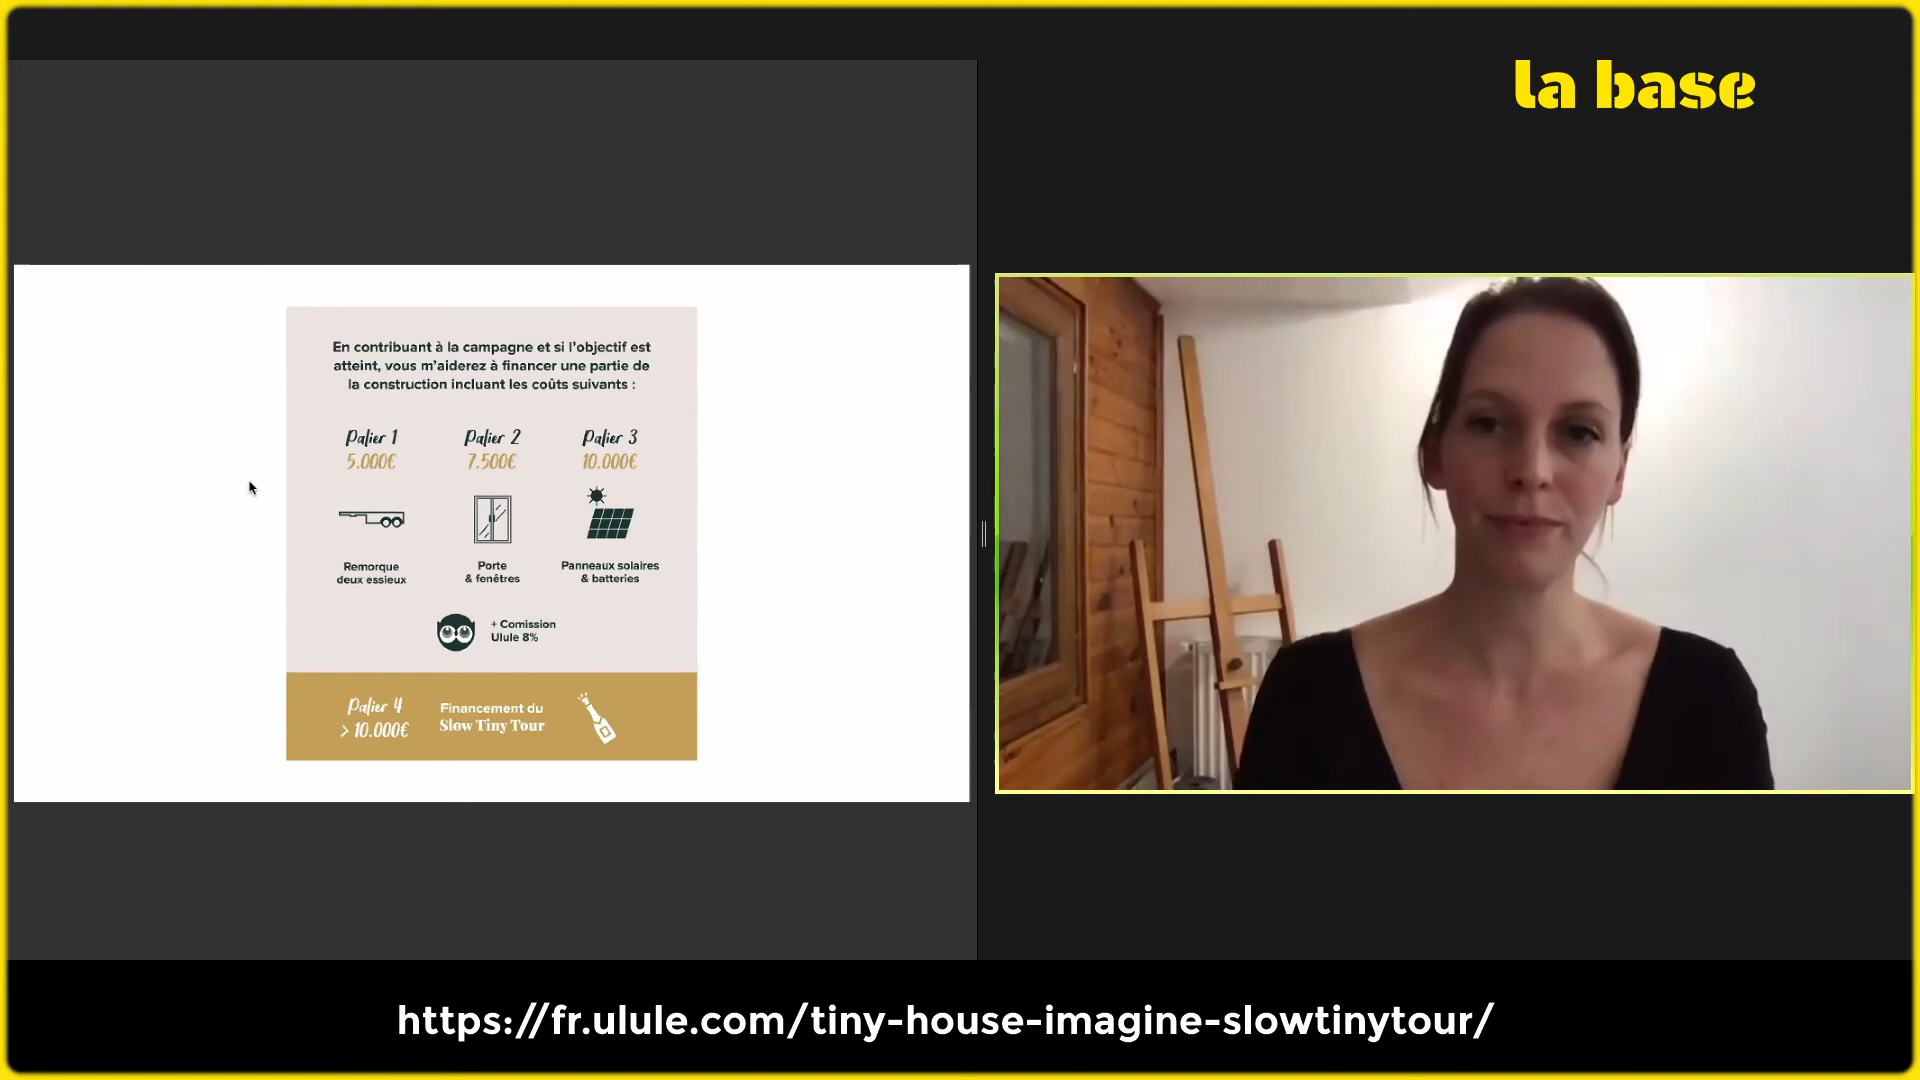 la base
En contribuant à la campagne et si l'objectif est
atteint, vous m'aiderez à financer une partie de
la construction incluant les coûts suivants :
Palier 1
5.000€
Remorque
deux essieux
Palier 2
7.500€
Porte
& fenêtres
Palier 3
10.000€
Panneaux solaires
& batteries
+ Comission
Ulule 8%
Palier 4
> 10.000€
Financement du
Slow Tiny Tour
https://fr.ulule.com/tiny-house-imagine-slowtinytour/